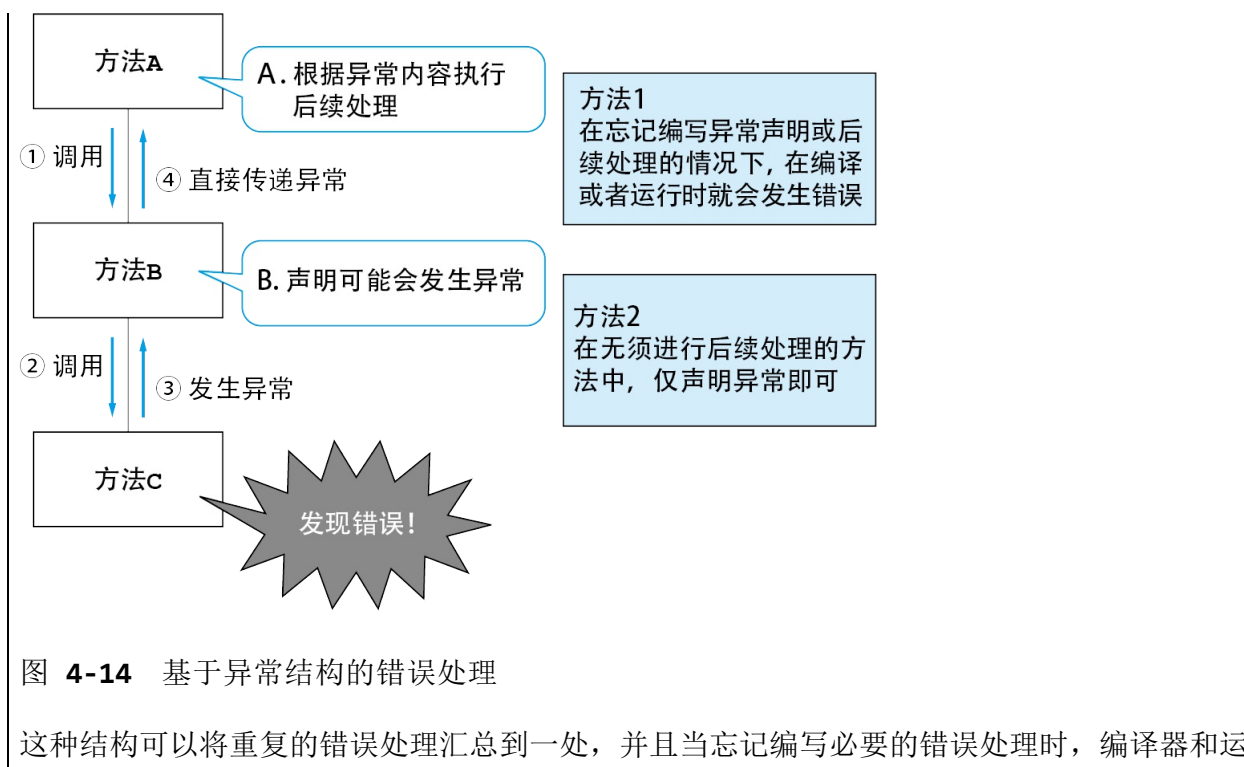 方法A
A. 根据异常内容执行
后续处理
方法1
在忘记编写异常声明或后
续处理的情况下, 在编译
或者运行时就会发生错误
① 调用
④ 直接传递异常
方法B
B. 声明可能会发生异常
方法2
在无须进行后续处理的方
法中, 仅声明异常即可
② 调用
③ 发生异常
方法C
发现错误!
图 4-14 基于异常结构的错误处理
这种结构可以将重复的错误处理汇总到一处，并且当忘记编写必要的错误处理时，编译器和运